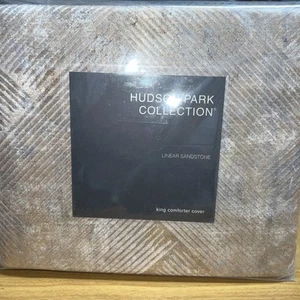 HUDSON PARK
COLLECTION®
LINEAR SANDSTONE
king comforter cover